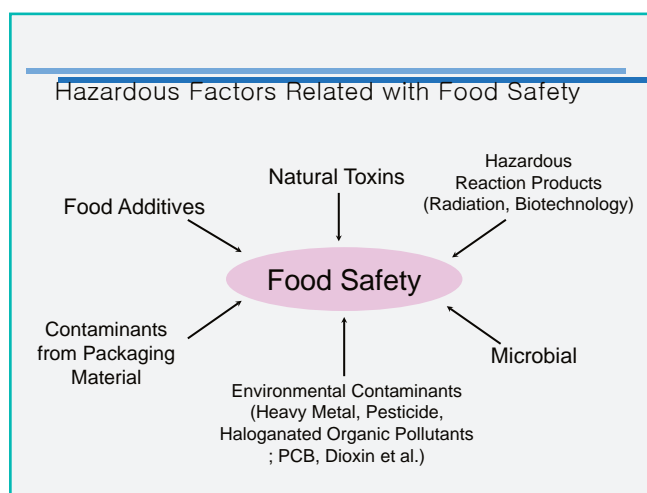 Hazardous Factors Related with Food Safety
Natural Toxins
Hazardous
Reaction Products
(Radiation, Biotechnology)
Food Additives
Food Safety
Contaminants
from Packaging
Material
Microbial
Environmental Contaminants
(Heavy Metal, Pesticide,
Haloganated Organic Pollutants
; PCB, Dioxin et al.)